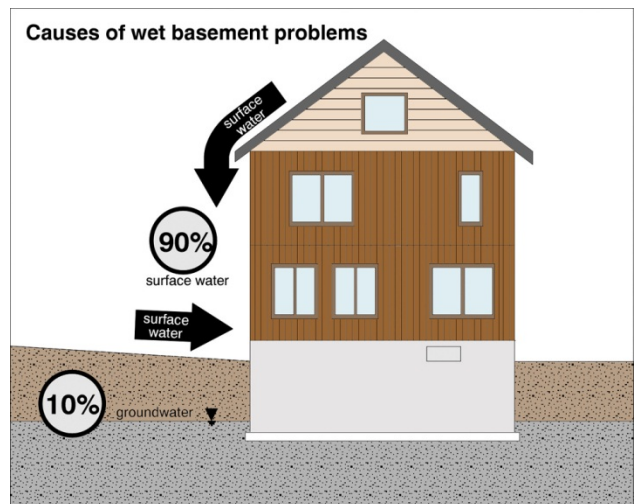 Causes of wet basement problems
surface
water
90%
surface water
surface
water
10%
groundwater